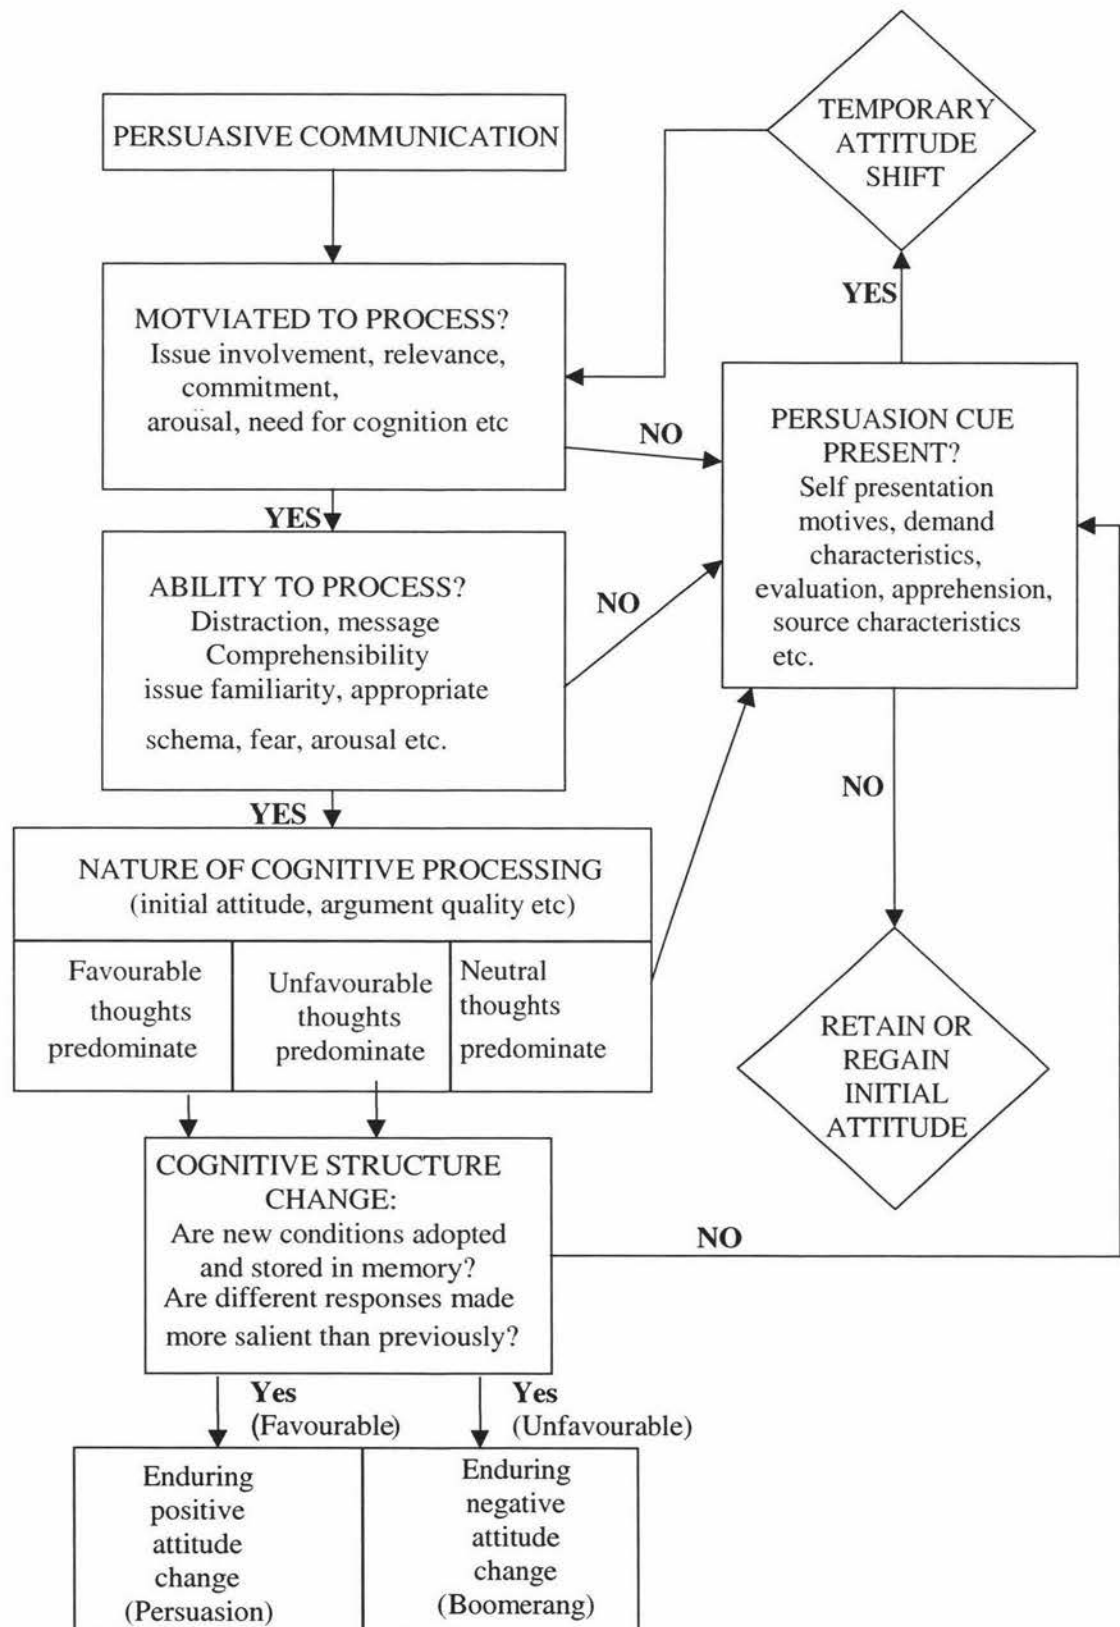 PERSUASIVE COMMUNICATION
TEMPORARY
ATTITUDE
SHIFT
YES
MOTVIATED TO PROCESS?
Issue involvement, relevance,
commitment,
arousal, need for cognition etc
NO
PERSUASION CUE
PRESENT?
Self presentation
motives, demand
characteristics,
evaluation, apprehension,
source characteristics
etc.
YES
ABILITY TO PROCESS?
Distraction, message
Comprehensibility
issue familiarity, appropriate
schema, fear, arousal etc.
NO
YES
NO
NATURE OF COGNITIVE PROCESSING
(initial attitude, argument quality etc)
Favourable
thoughts
predominate
Unfavourable
thoughts
predominate
Neutral
thoughts
predominate
RETAIN OR
REGAIN
INITIAL
ATTITUDE
COGNITIVE STRUCTURE
CHANGE:
Are new conditions adopted
and stored in memory?
Are different responses made
more salient than previously?
NO
Yes
(Favourable)
Yes
(Unfavourable)
Enduring
positive
attitude
change
(Persuasion)
Enduring
negative
attitude
change
(Boomerang)